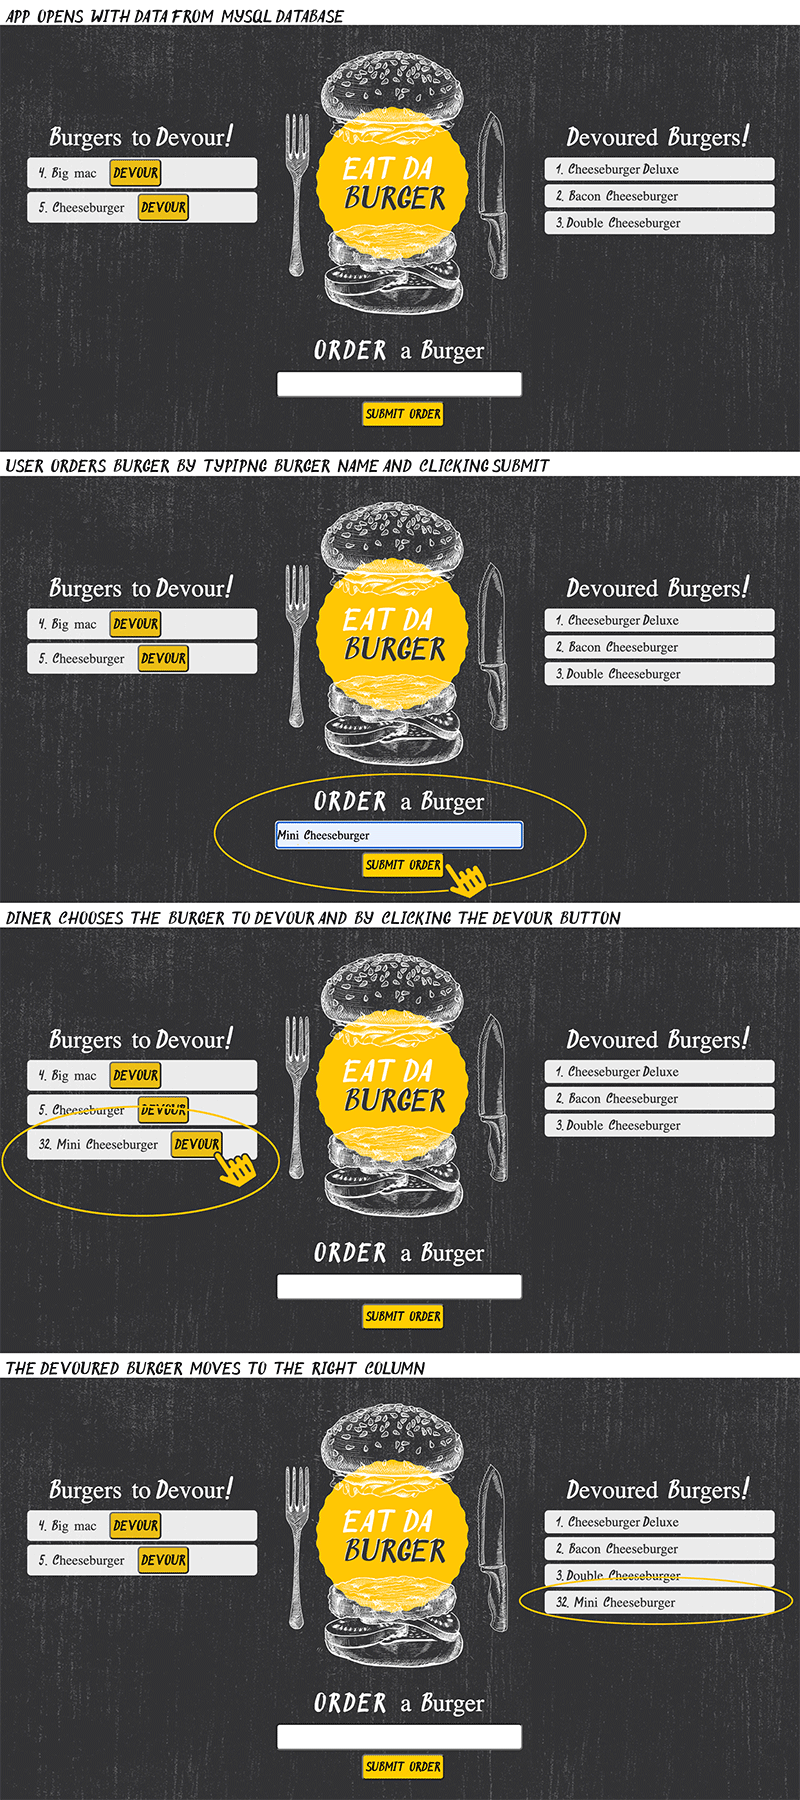 APP OPENS WITH DATA FROM MYSQL DATABASE
Burgers to Devour!
4. Big mac DEVOUR
5. Cheeseburger DEVOUR
EAT DA
BURGER
Devoured Burgers!
1. Cheeseburger Deluxe
2. Bacon Cheeseburger
3. Double Cheeseburger
ORDER a Burger
SUBMIT ORDER
USER ORDERS BURGER BY TYPIPNG BURGER NAME AND CLICKING SUBMIT
Burgers to Devour!
4. Big mac DEVOUR
5. Cheeseburger DEVOUR
EAT DA
BURGER
Devoured Burgers!
1. Cheeseburger Deluxe
2. Bacon Cheeseburger
3. Double Cheeseburger
ORDER a Burger
Mini Cheeseburger
SUBMIT ORDER
DINER CHOOSES THE BURGER TO DEVOUR AND BY CLICKING THE DEVOUR BUTTON
Burgers to Devour!
4. Big mac DEVOUR
5. Cheeseburger DEVOUR
32. Mini Cheeseburger DEVOUR
EAT DA
BURGER
Devoured Burgers!
1. Cheeseburger Deluxe
2. Bacon Cheeseburger
3. Double Cheeseburger
ORDER a Burger
SUBMIT ORDER
THE DEVOURED BURGER MOVES TO THE RIGHT COLUMN
Burgers to Devour!
4. Big mac DEVOUR
5. Cheeseburger DEVOUR
EAT DA
BURGER
Devoured Burgers!
1. Cheeseburger Deluxe
2. Bacon Cheeseburger
3. Double Cheeseburger
32. Mini Cheeseburger
ORDER a Burger
SUBMIT ORDER